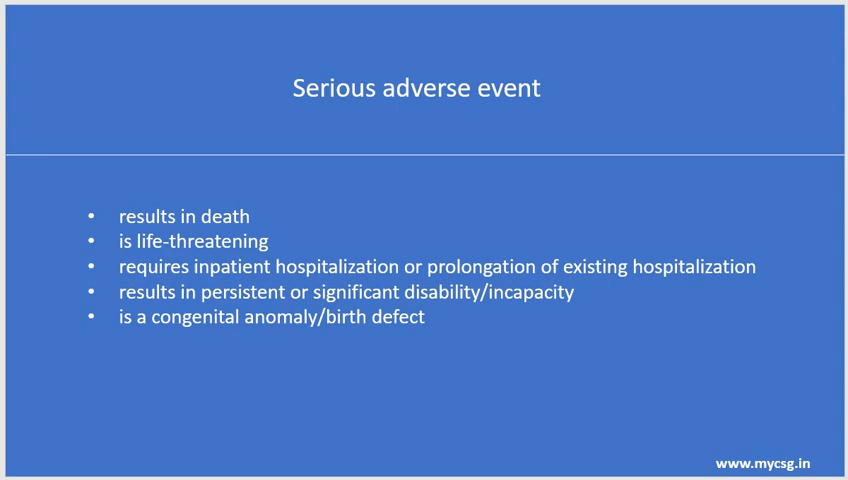 Serious adverse event
• results in death
• is life-threatening
• requires inpatient hospitalization or prolongation of existing hospitalization
• results in persistent or significant disability/incapacity
• is a congenital anomaly/birth defect
www.mycsg.in